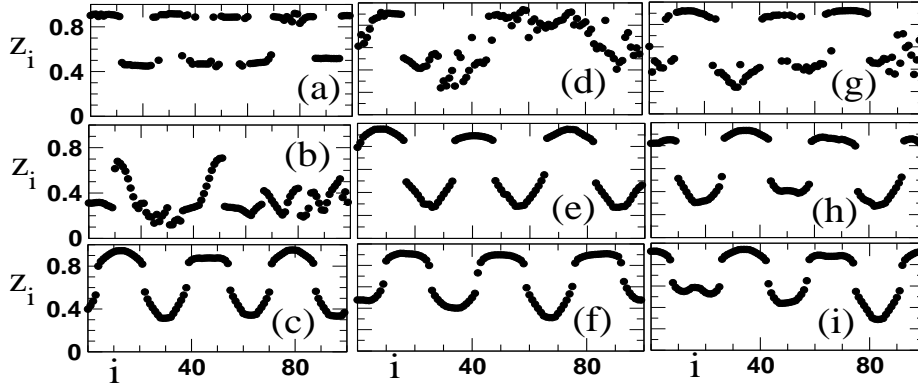 z_i 0.8 0.4 0 (a) (d) (g)
z_i 0.8 0.4 0 (b) (e) (h)
z_i 0.8 0.4 0 (c) (f) (i)
i 40 80 i 40 80 i 40 80